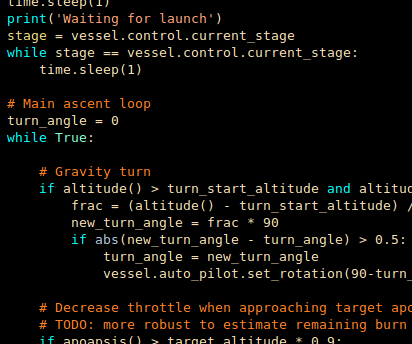 time.sleep(1)
print('Waiting for launch')
stage = vessel.control.current_stage
while stage == vessel.control.current_stage:
    time.sleep(1)

# Main ascent loop
turn_angle = 0
while True:

    # Gravity turn
    if altitude() > turn_start_altitude and altitud
        frac = (altitude() - turn_start_altitude) /
        new_turn_angle = frac * 90
        if abs(new_turn_angle - turn_angle) > 0.5:
            turn_angle = new_turn_angle
            vessel.auto_pilot.set_rotation(90-turn_

    # Decrease throttle when approaching target apo
    # TODO: more robust to estimate remaining burn
    if apoapsis() > target_altitude * 0.9: